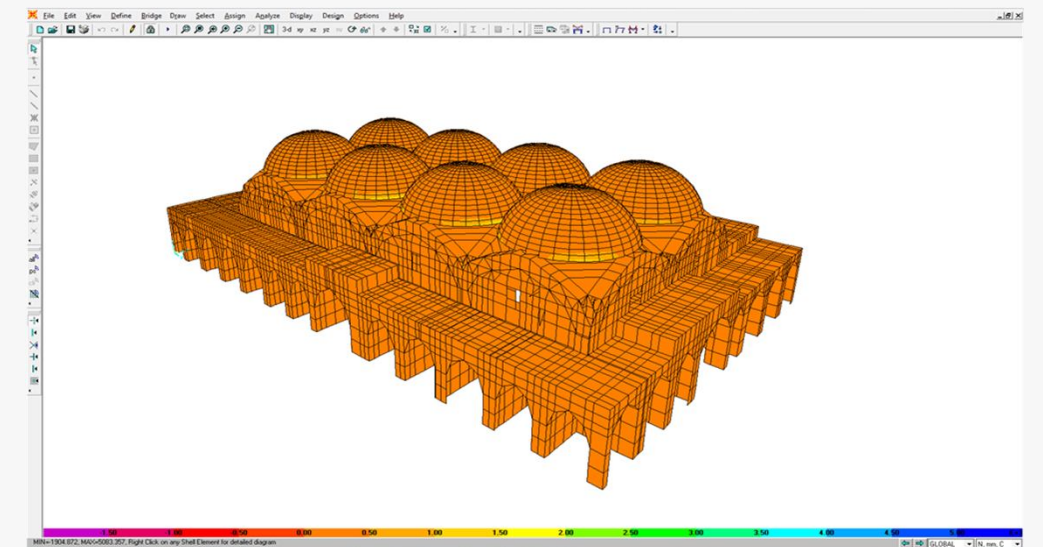 File Edit View Define Bridge Draw Select Assign Analyze Display Design Options Help
3-d xy xz yz
-1.50 -1.00 -0.50 0.00 0.50 1.00 1.50 2.00 2.50 3.00 3.50 4.00 4.50
MIN=-1904.872, MAX=5083.357, Right Click on any Shell Element for detailed diagram
GLOBAL N, mm, C